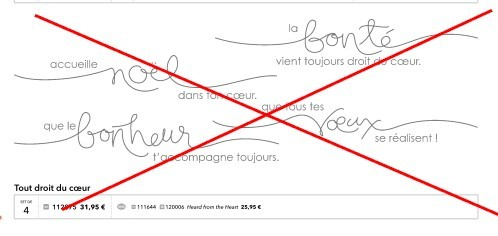 la bonté
vient toujours droit du cœur.
accueille noël
dans ton cœur.
que tous tes vœux
se réalisent !
que le bonheur
t'accompagne toujours.
Tout droit du cœur
SET DE
4
31,95 €
111644
120006 Heard from the Heart 25,95 €